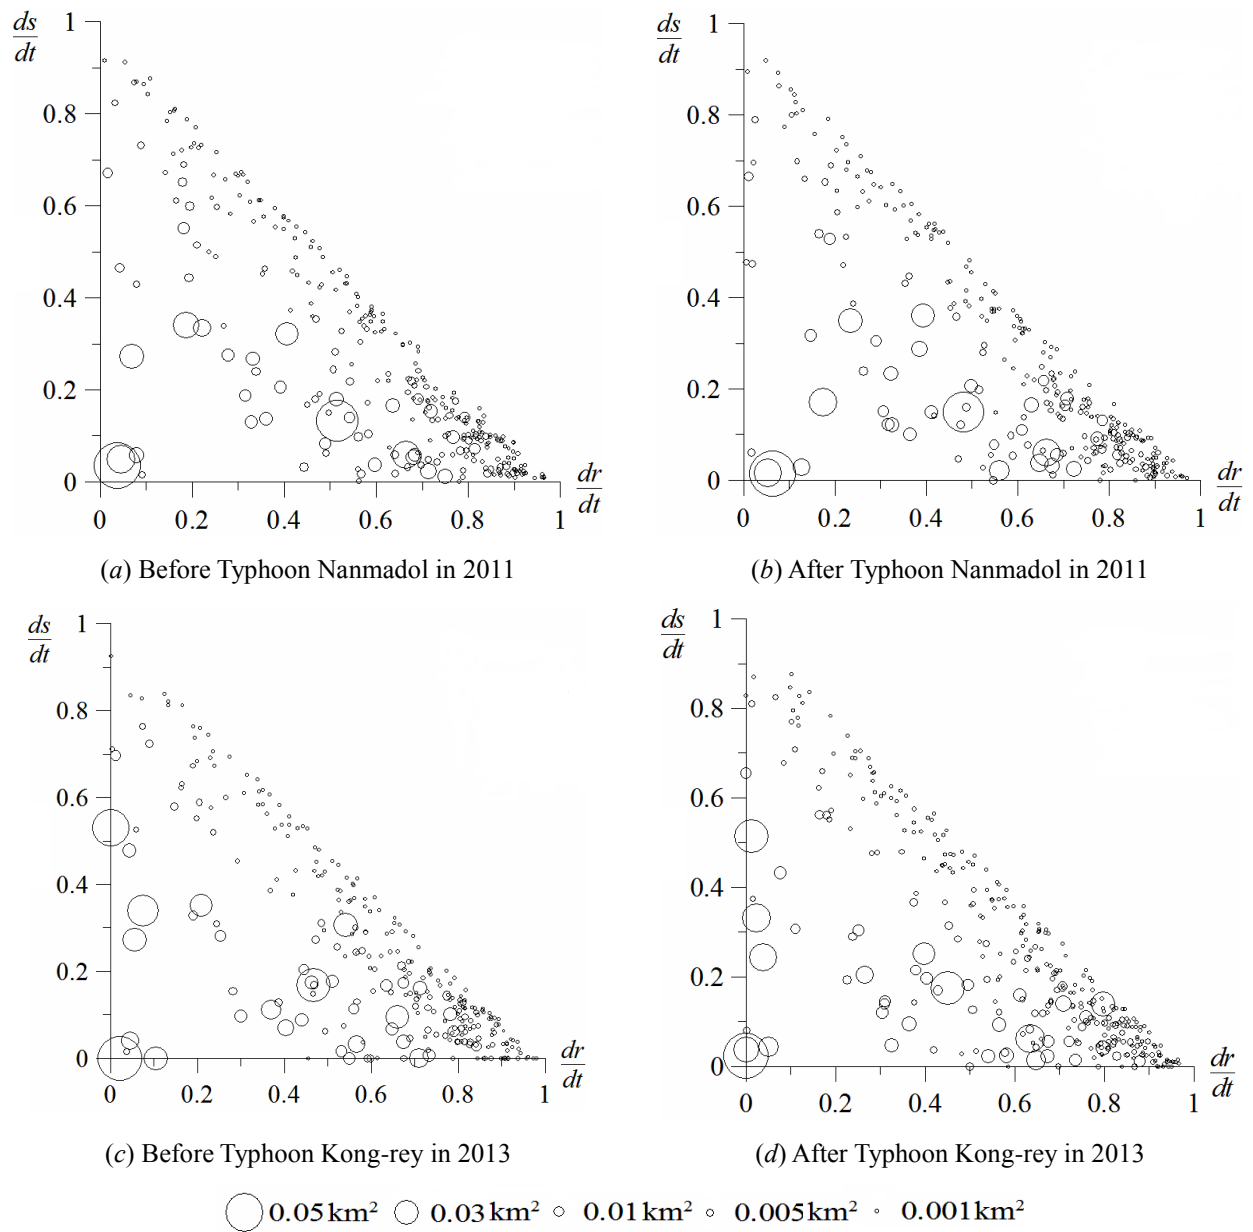 ds
dt
1
0.8
0.6
0.4
0.2
0
0 0.2 0.4 0.6 0.8 1
dr
dt
(a) Before Typhoon Nanmadol in 2011
ds
dt
1
0.8
0.6
0.4
0.2
0
0 0.2 0.4 0.6 0.8 1
dr
dt
(b) After Typhoon Nanmadol in 2011
ds
dt
1
0.8
0.6
0.4
0.2
0
0 0.2 0.4 0.6 0.8 1
dr
dt
(c) Before Typhoon Kong-rey in 2013
ds
dt
1
0.8
0.6
0.4
0.2
0
0 0.2 0.4 0.6 0.8 1
dr
dt
(d) After Typhoon Kong-rey in 2013
0.05km² 0.03km² 0.01km² 0.005km² 0.001km²